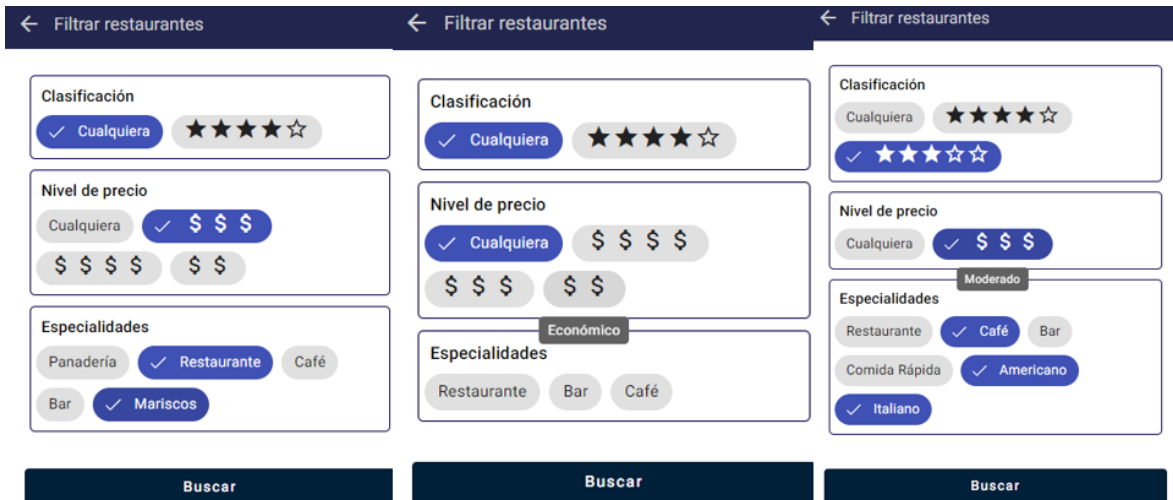 ← Filtrar restaurantes
Clasificación
✓ Cualquiera ★★★★☆
Nivel de precio
Cualquiera ✓ $ $ $
$ $ $ $ $ $
Especialidades
Panadería ✓ Restaurante Café
Bar ✓ Mariscos
Buscar
← Filtrar restaurantes
Clasificación
✓ Cualquiera ★★★★☆
Nivel de precio
✓ Cualquiera $ $ $ $
$ $ $ $ $
Económico
Especialidades
Restaurante Bar Café
Buscar
← Filtrar restaurantes
Clasificación
Cualquiera ★★★★☆
✓ ★★★☆☆
Nivel de precio
Cualquiera ✓ $ $ $
Moderado
Especialidades
Restaurante ✓ Café Bar
Comida Rápida ✓ Americano
✓ Italiano
Buscar